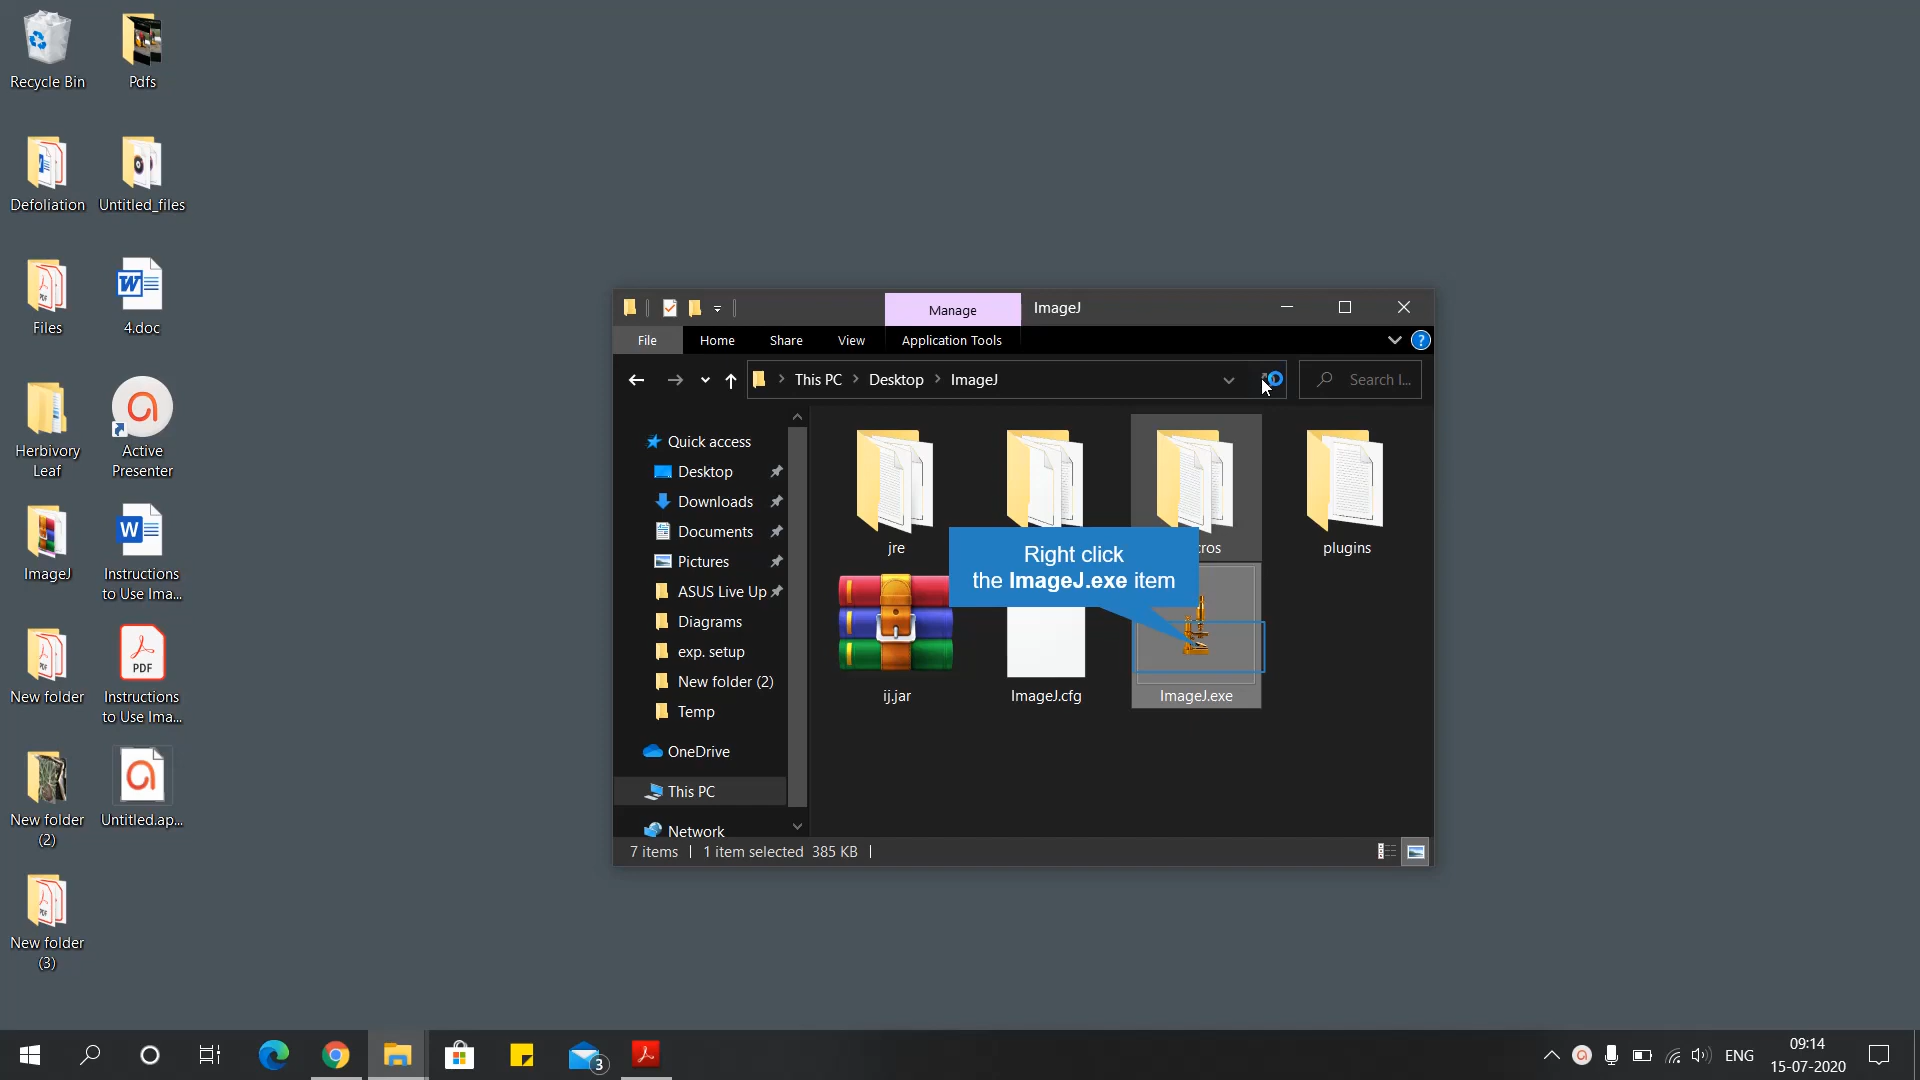 Recycle Bin
Pdfs
Defoliation
Untitled_files
Files
4.doc
Herbivory
Leaf
Active
Presenter
ImageJ
Instructions
to Use Ima...
New folder
Instructions
to Use Ima...
New folder
(2)
Untitled.ap...
New folder
(3)
Manage
ImageJ
File
Home
Share
View
Application Tools
This PC
Desktop
ImageJ
Search I...
Quick access
Desktop
Downloads
Documents
Pictures
ASUS Live Up
Diagrams
exp. setup
New folder (2)
Temp
OneDrive
This PC
Network
jre
cros
plugins
Right click
the ImageJ.exe item
ij.jar
ImageJ.cfg
ImageJ.exe
7 items
1 item selected 385 KB
W
W
PDF
3
ENG
09:14
15-07-2020